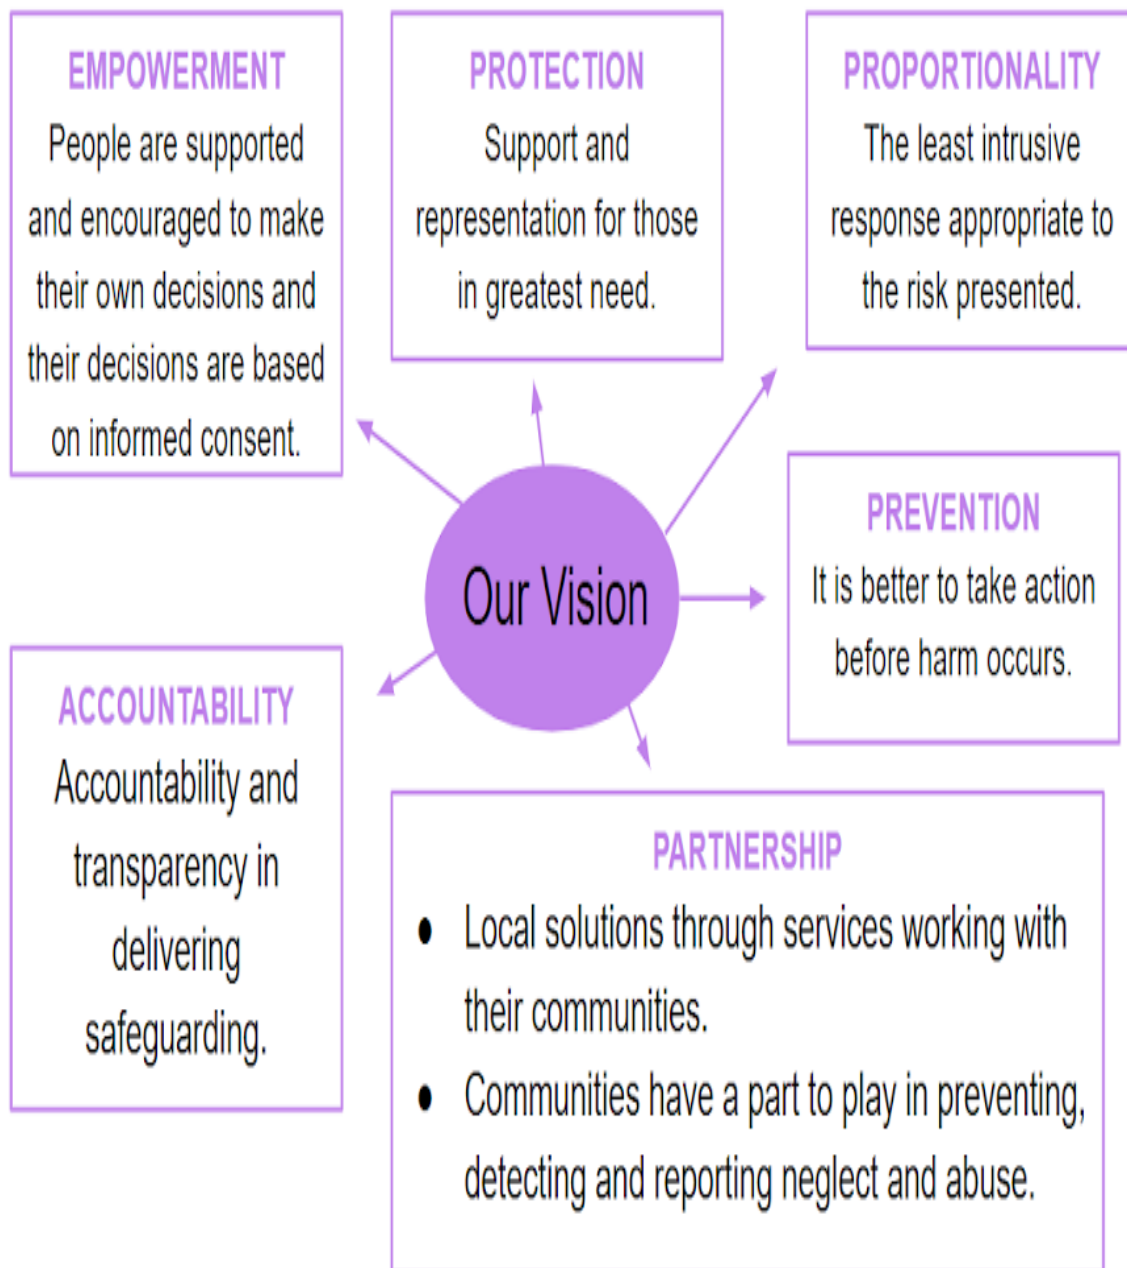 EMPOWERMENT
People are supported
and encouraged to make
their own decisions and
their decisions are based
on informed consent.
PROTECTION
Support and
representation for those
in greatest need.
PROPORTIONALITY
The least intrusive
response appropriate to
the risk presented.
Our Vision
PREVENTION
It is better to take action
before harm occurs.
ACCOUNTABILITY
Accountability and
transparency in
delivering
safeguarding.
PARTNERSHIP
● Local solutions through services working with
their communities.
● Communities have a part to play in preventing,
detecting and reporting neglect and abuse.